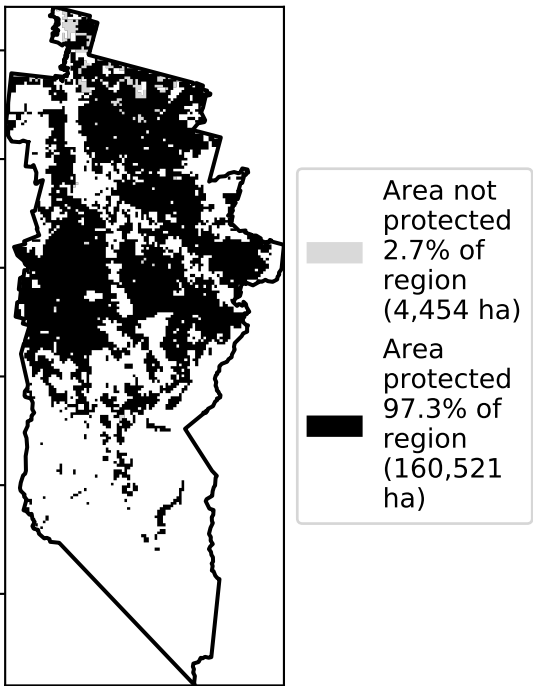 Area not
protected
2.7% of
region
(4,454 ha)
Area
protected
97.3% of
region
(160,521
ha)